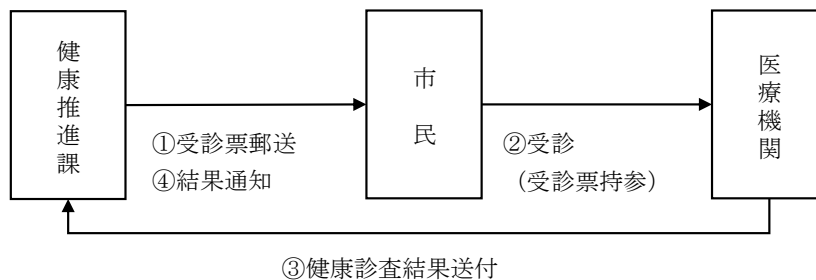 健康推進課
市民
医療機関
①受診票郵送
④結果通知
②受診
（受診票持参）
③健康診査結果送付